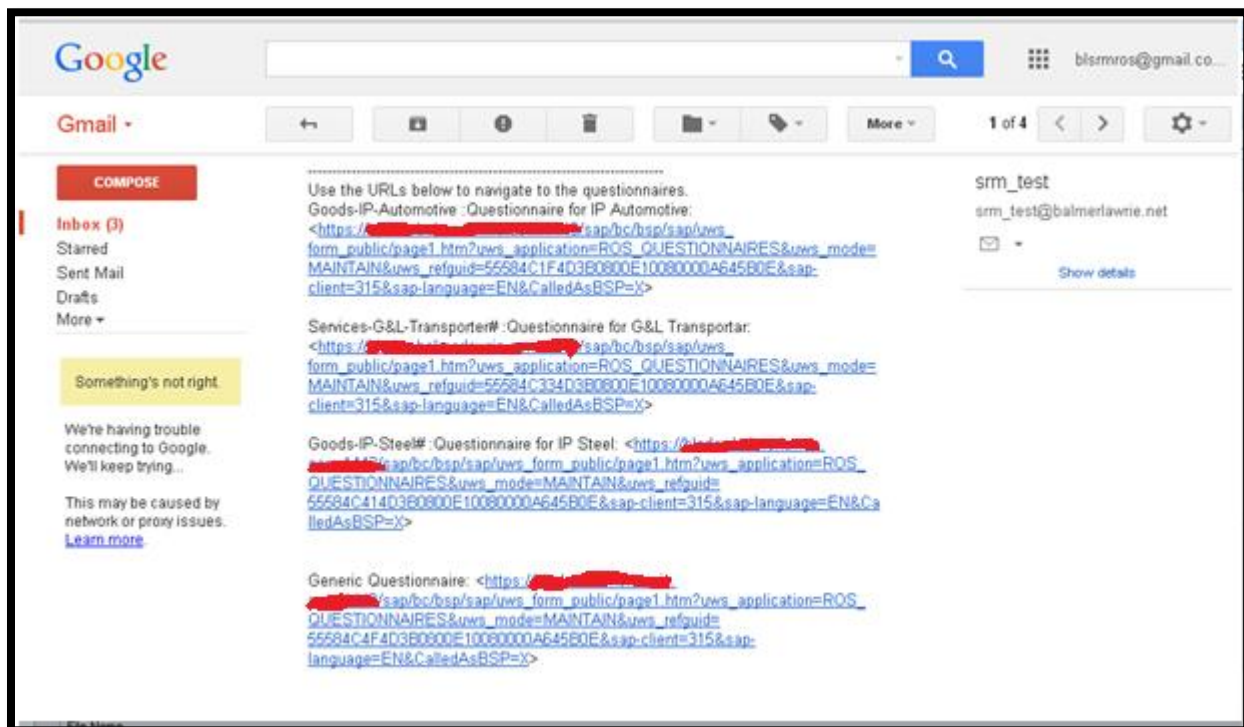 Google
blsrmros@gmail.co...
Gmail
More
1 of 4
COMPOSE
Inbox (3)
Starred
Sent Mail
Drafts
More
Something's not right.
We're having trouble
connecting to Google.
We'll keep trying...
This may be caused by
network or proxy issues.
Learn more.
Use the URLs below to navigate to the questionnaires.
Goods-IP-Automotive :Questionnaire for IP Automotive:
<https:// /sap/bc/bsp/sap/uws_
form_public/page1.htm?uws_application=ROS_QUESTIONNAIRES&uws_mode=
MAINTAIN&uws_refguid=55584C1F4D3B0800E10080000A645B0E&sap-
client=315&sap-language=EN&CalledAsBSP=X>
Services-G&L-Transporter# :Questionnaire for G&L Transportar:
<https:// /sap/bc/bsp/sap/uws_
form_public/page1.htm?uws_application=ROS_QUESTIONNAIRES&uws_mode=
MAINTAIN&uws_refguid=55584C334D3B0800E10080000A645B0E&sap-
client=315&sap-language=EN&CalledAsBSP=X>
Goods-IP-Steel# :Questionnaire for IP Steel: <https://
/sap/bc/bsp/sap/uws_form_public/page1.htm?uws_application=ROS_
QUESTIONNAIRES&uws_mode=MAINTAIN&uws_refguid=
55584C414D3B0800E10080000A645B0E&sap-client=315&sap-language=EN&Ca
lledAsBSP=X>
Generic Questionnaire: <https://
/sap/bc/bsp/sap/uws_form_public/page1.htm?uws_application=ROS_
QUESTIONNAIRES&uws_mode=MAINTAIN&uws_refguid=
55584C4F4D3B0800E10080000A645B0E&sap-client=315&sap-
language=EN&CalledAsBSP=X>
srm_test
srm_test@balmerlawrie.net
Show details